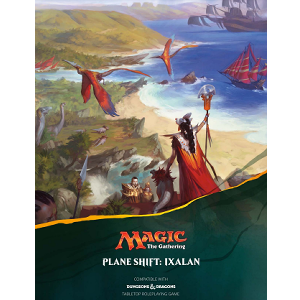 MAGIC
The Gathering
PLANE SHIFT: IXALAN
COMPATIBLE WITH
DUNGEONS & DRAGONS
TABLETOP ROLEPLAYING GAME